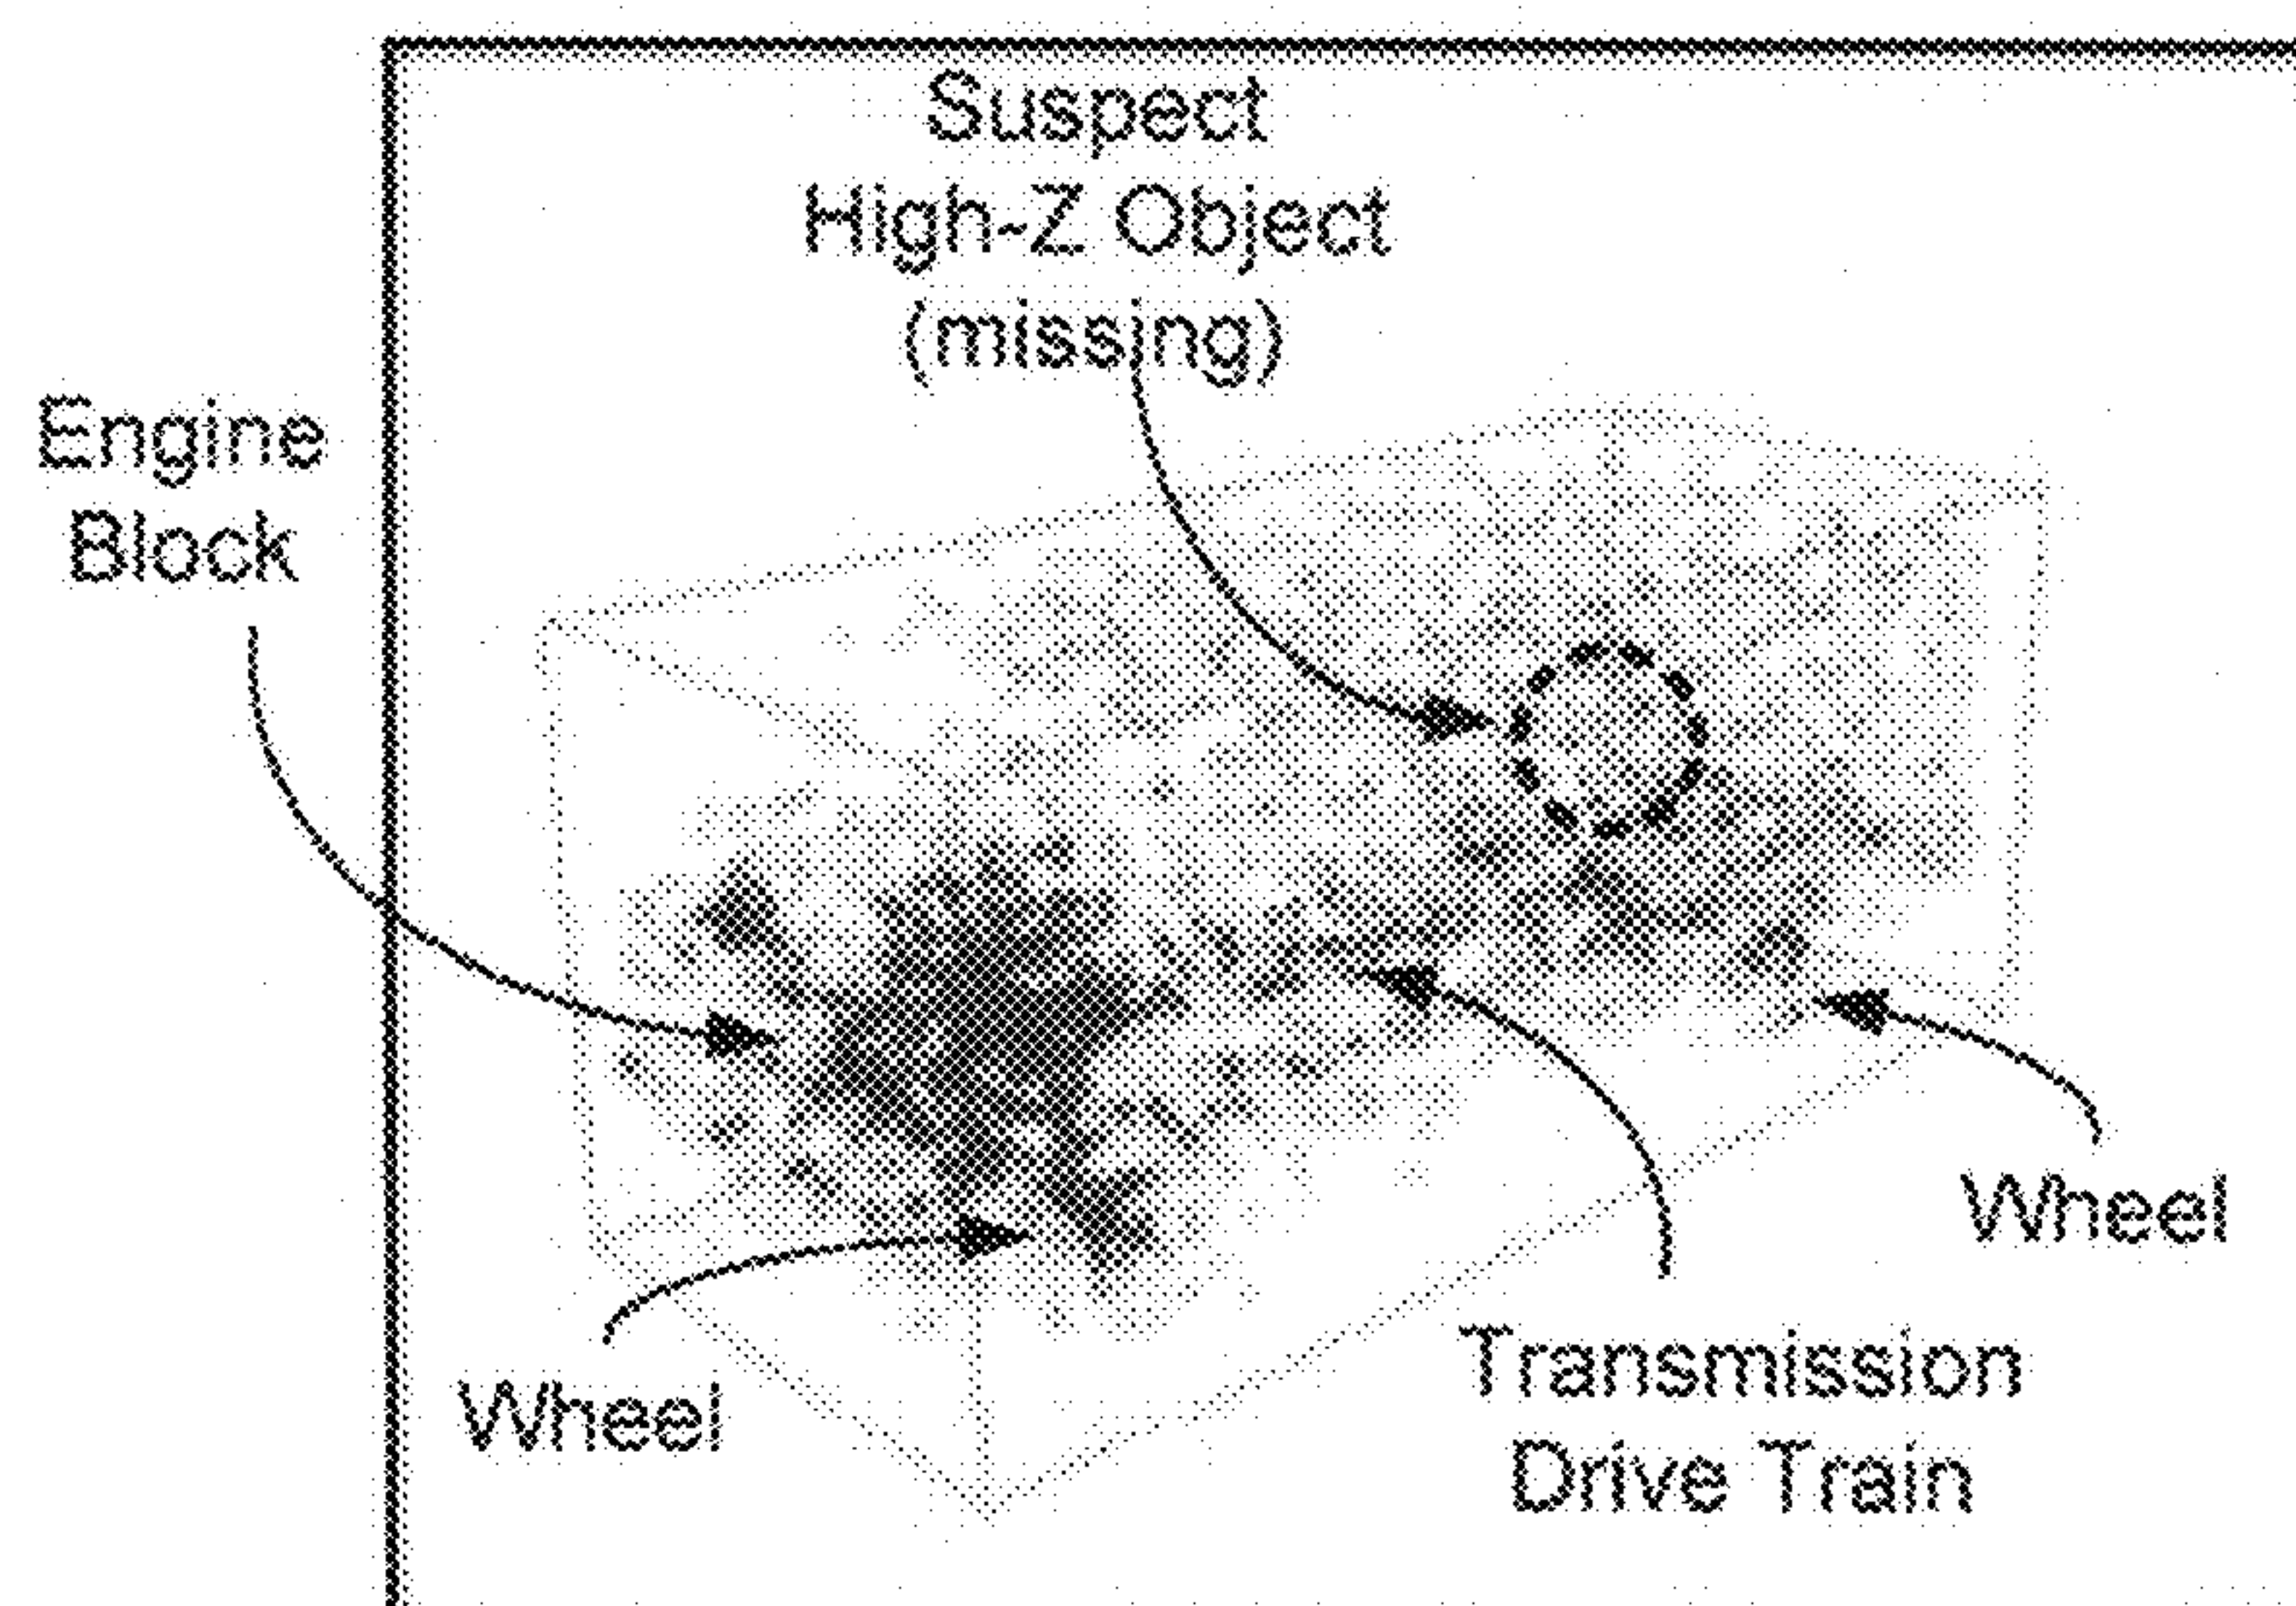 Suspect
High-Z Object
(missing)
Engine
Block
Wheel
Transmission
Drive Train
Wheel